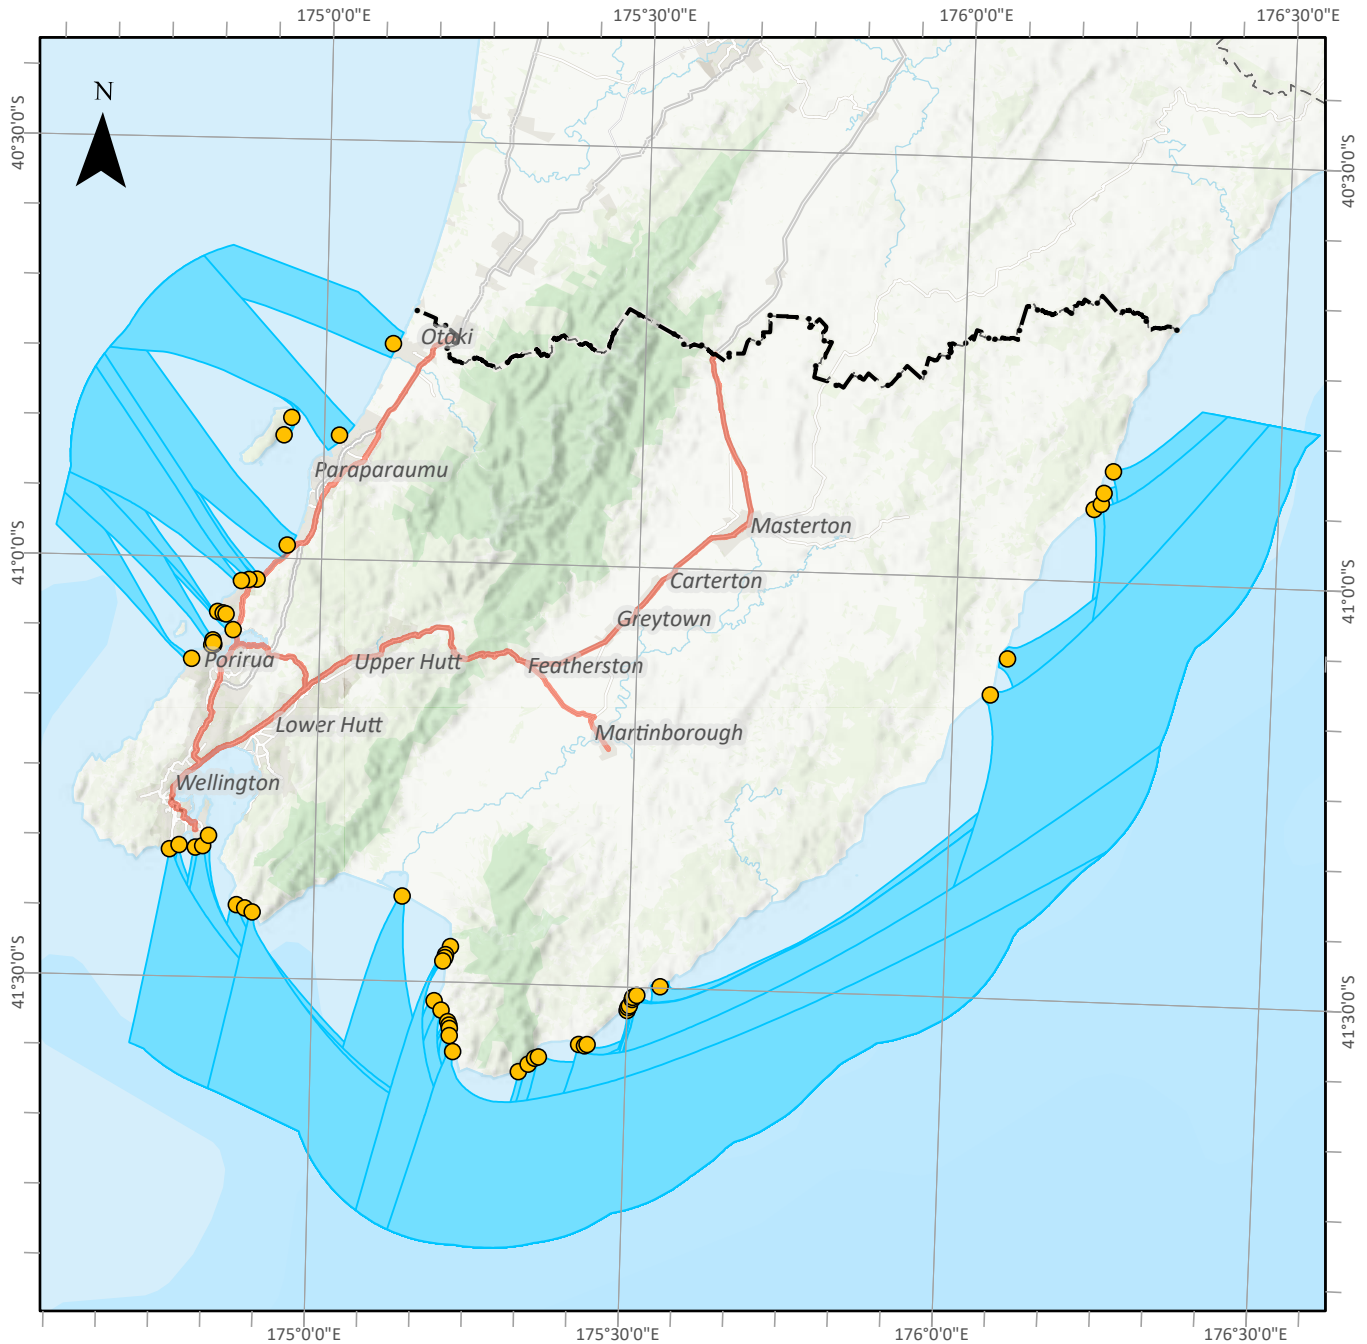 175°0'0"E
175°30'0"E
176°0'0"E
176°30'0"E
N
40°30'0"S
40°30'0"S
Otaki
Paraparaumu
Masterton
41°0'0"S
Carterton
41°0'0"S
Greytown
Porirua
Upper Hutt
Featherston
Lower Hutt
Martinborough
Wellington
41°30'0"S
41°30'0"S
175°0'0"E
175°30'0"E
176°0'0"E
176°30'0"E